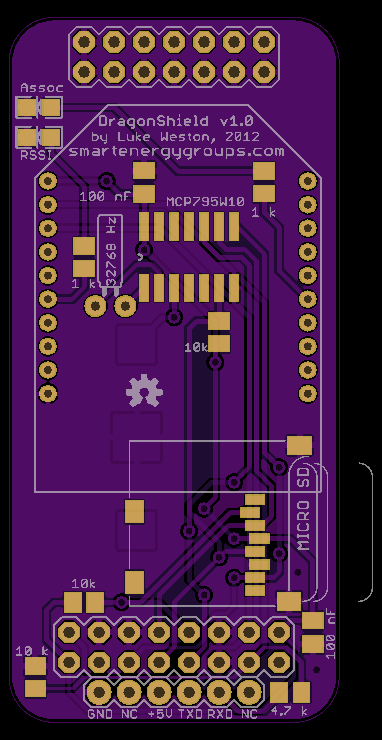 Assoc
RSSI
DragonShield v1.0
by Luke Weston, 2012
smartenergygroups.com
100 nF
MCP795W10
1 k
32768 Hz
1 k
10k
MICRO SD
10k
100 nF
10 k
4.7 k
GND NC +5V TXD RXD NC